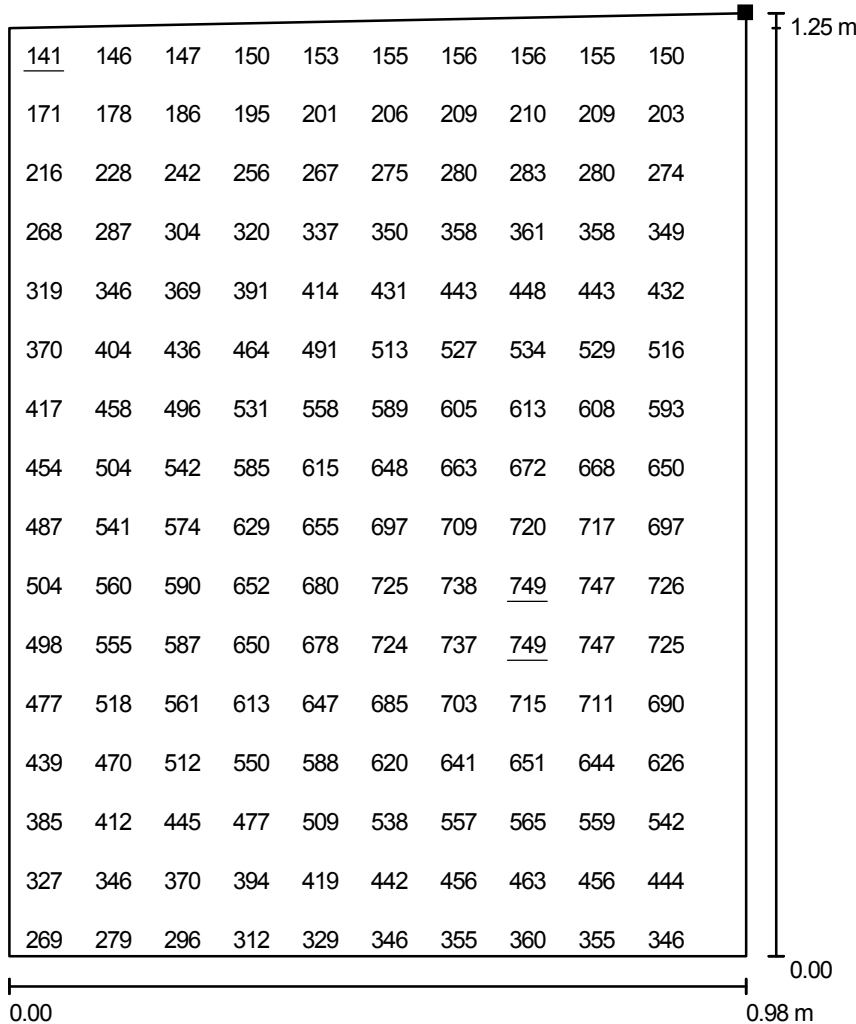 1.25 m
141 146 147 150 153 155 156 156 155 150
171 178 186 195 201 206 209 210 209 203
216 228 242 256 267 275 280 283 280 274
268 287 304 320 337 350 358 361 358 349
319 346 369 391 414 431 443 448 443 432
370 404 436 464 491 513 527 534 529 516
417 458 496 531 558 589 605 613 608 593
454 504 542 585 615 648 663 672 668 650
487 541 574 629 655 697 709 720 717 697
504 560 590 652 680 725 738 749 747 726
498 555 587 650 678 724 737 749 747 725
477 518 561 613 647 685 703 715 711 690
439 470 512 550 588 620 641 651 644 626
385 412 445 477 509 538 557 565 559 542
327 346 370 394 419 442 456 463 456 444
269 279 296 312 329 346 355 360 355 346
0.00
0.00 0.98 m